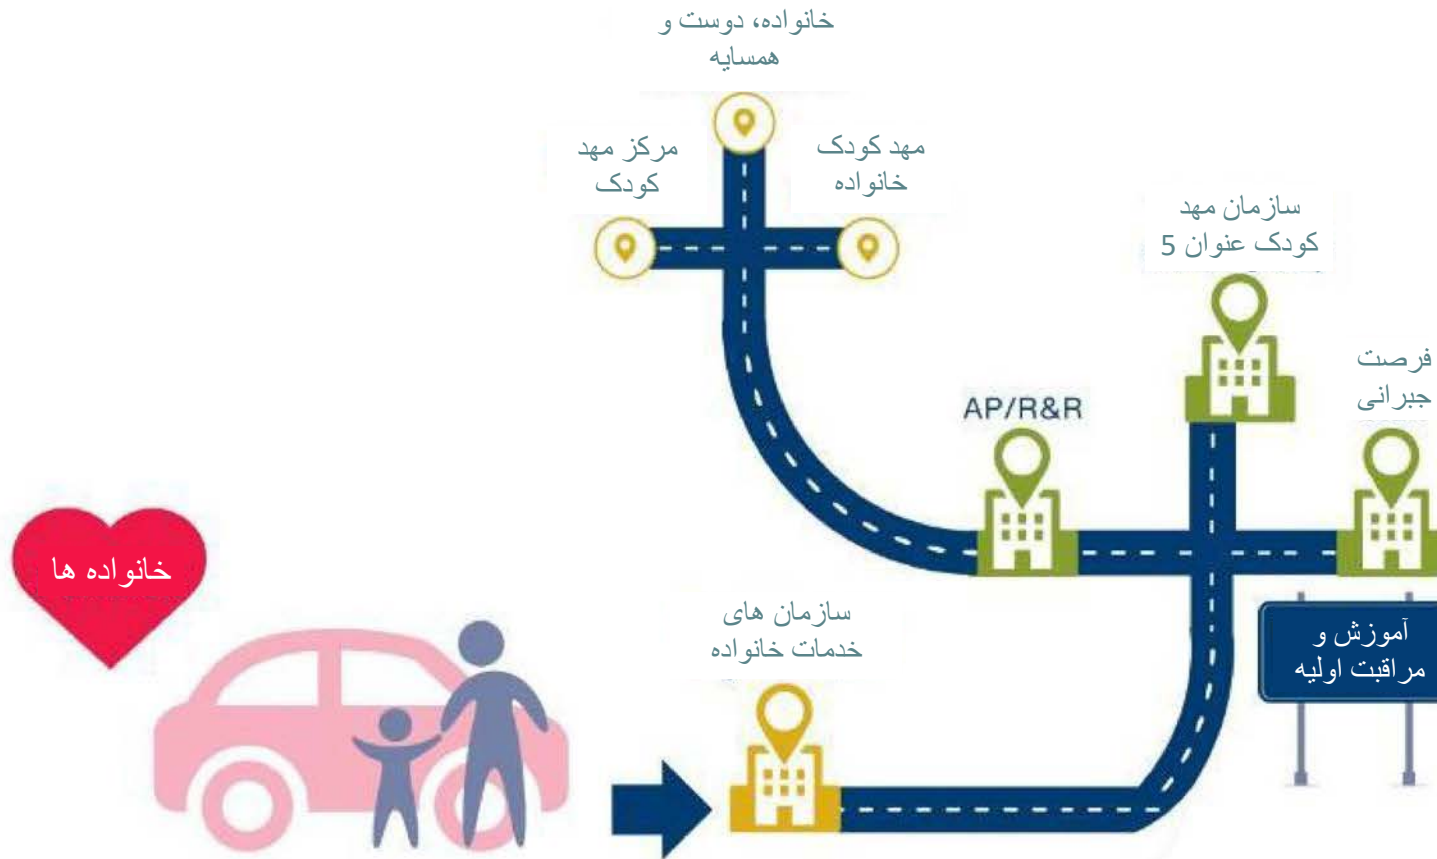 خانواده، دوست و
همسایه
مرکز مهد
کودک
مهد کودک
خانواده
سازمان مهد
کودک عنوان 5
فرصت
جبرانی
AP/R&R
خانواده ها
سازمان های
خدمات خانواده
آموزش و
مراقبت اولیه